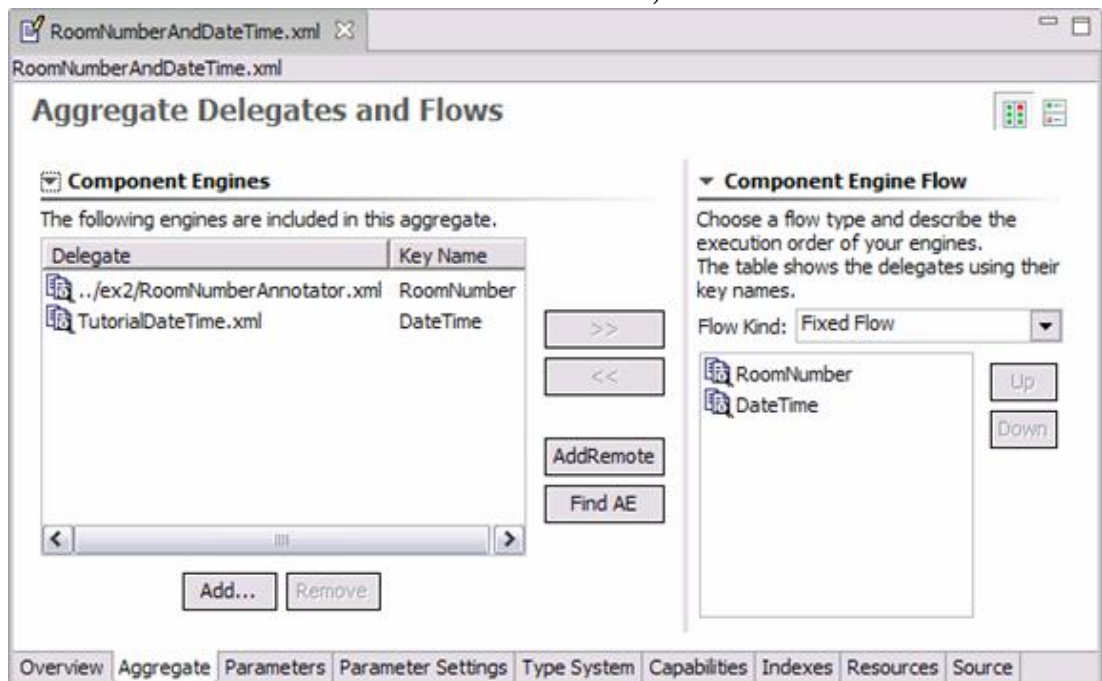 RoomNumberAndDateTime.xml
RoomNumberAndDateTime.xml
Aggregate Delegates and Flows
Component Engines
The following engines are included in this aggregate.
Delegate Key Name
../ex2/RoomNumberAnnotator.xml RoomNumber
TutorialDateTime.xml DateTime
>>
<<
AddRemote
Find AE
Add... Remove
Component Engine Flow
Choose a flow type and describe the
execution order of your engines.
The table shows the delegates using their
key names.
Flow Kind: Fixed Flow
RoomNumber
DateTime
Up
Down
Overview Aggregate Parameters Parameter Settings Type System Capabilities Indexes Resources Source